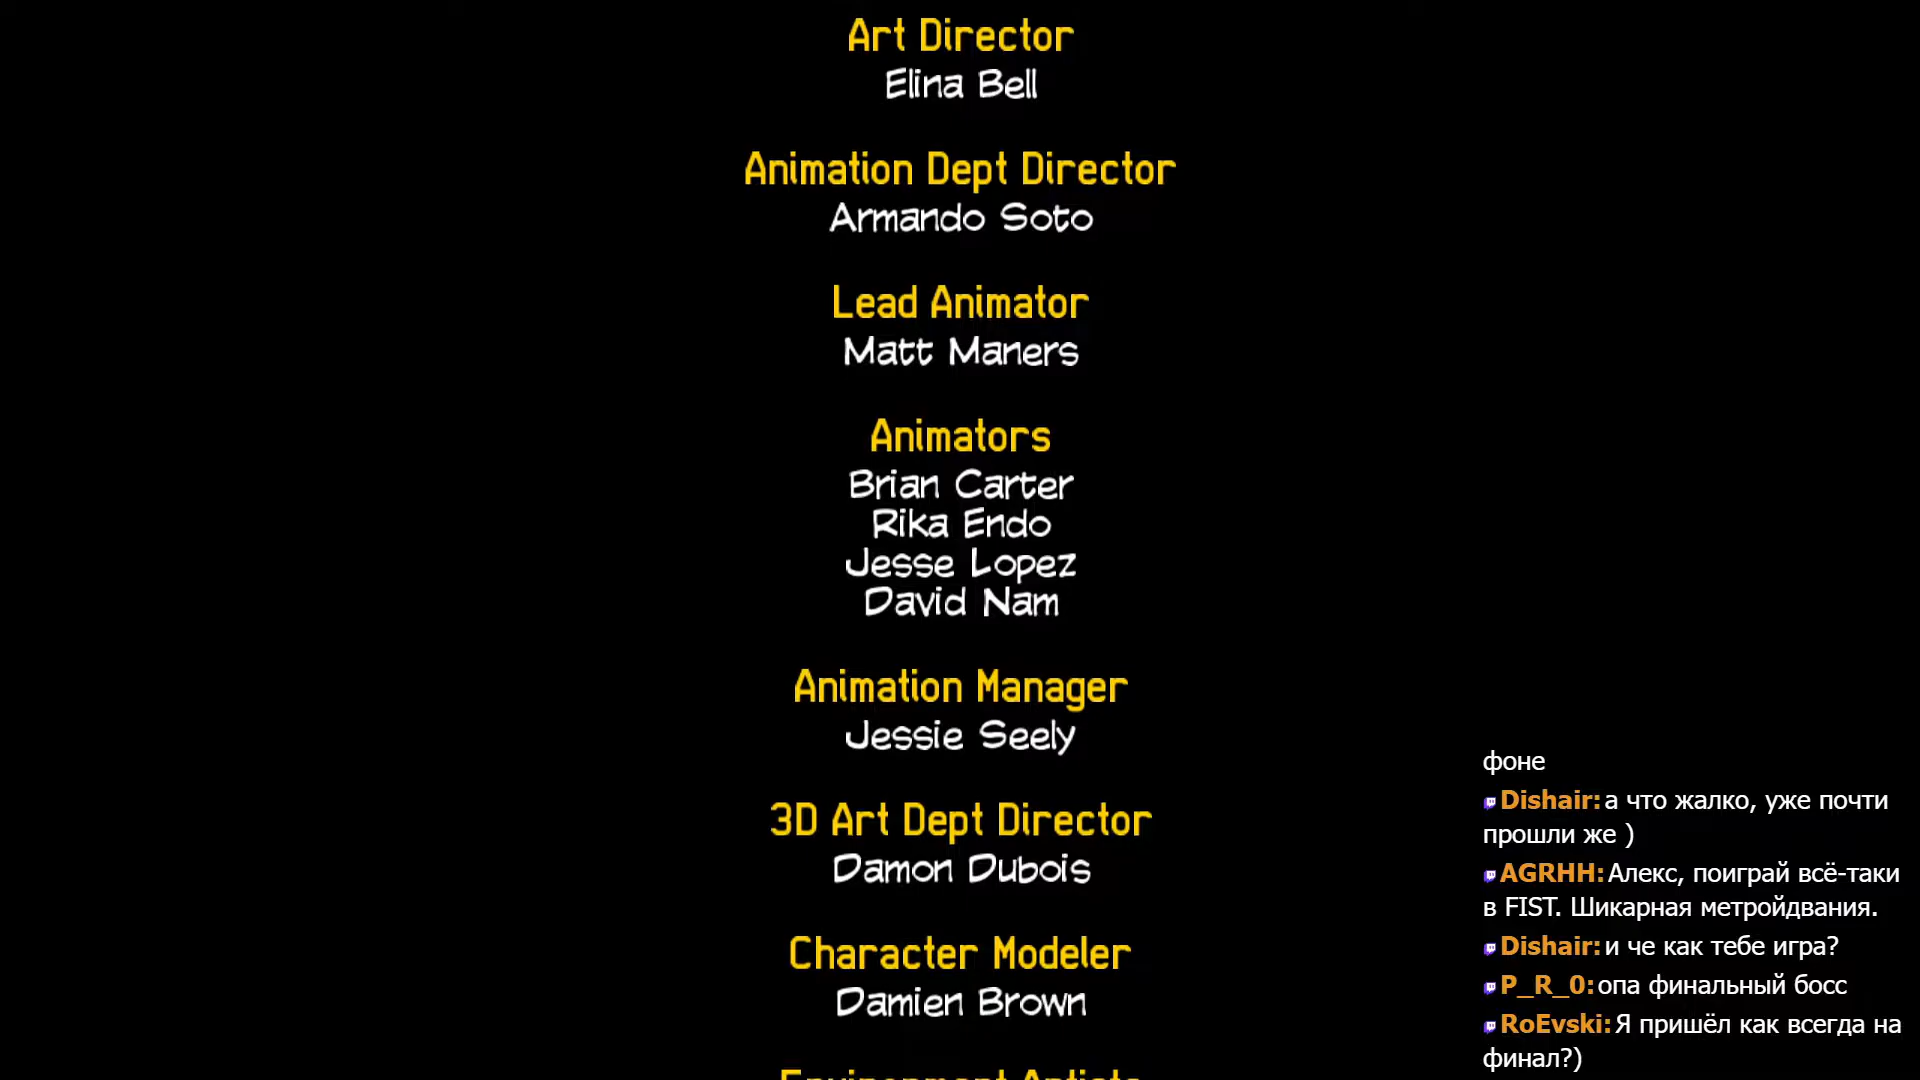 Art Director
Elina Bell
Animation Dept Director
Armando Soto
Lead Animator
Matt Maners
Animators
Brian Carter
Rika Endo
Jesse Lopez
David Nam
Animation Manager
Jessie Seely
3D Art Dept Director
Damon Dubois
Character Modeler
Damien Brown
Environment Artists
фоне
Dishair: а что жалко, уже почти
прошли же )
AGRHH: Алекс, поиграй всё-таки
в FIST. Шикарная метройдвания.
Dishair: и че как тебе игра?
P_R_0: опа финальный босс
RoEvski: Я пришёл как всегда на
финал?)